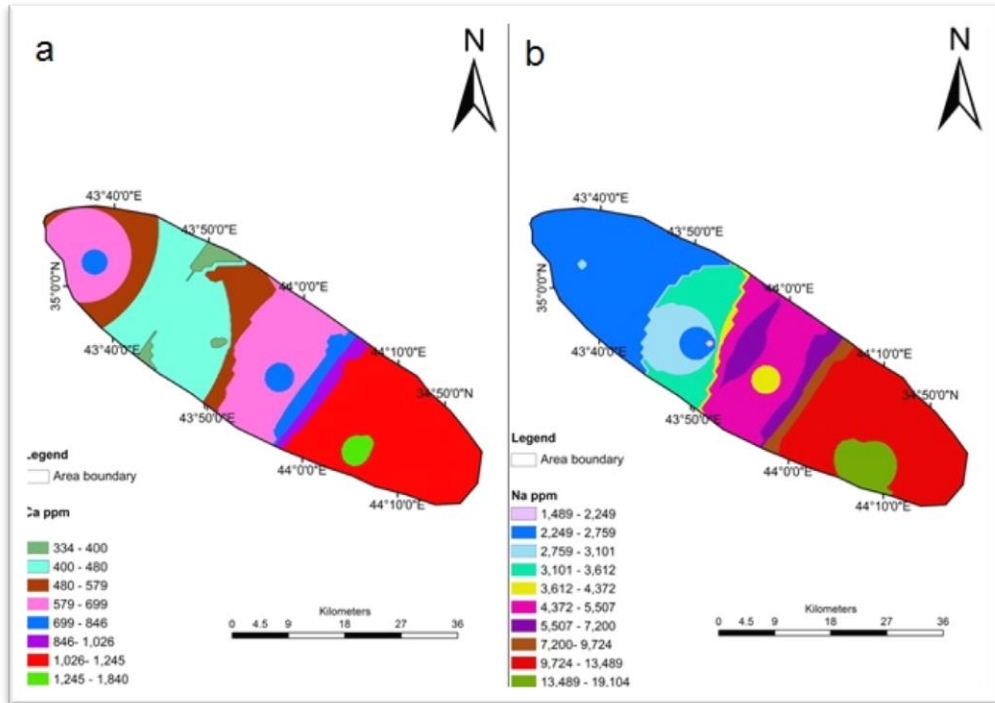 a
N
43°40'0"E
43°50'0"E
44°0'0"E
44°10'0"E
34°50'0"N
35°0'0"N
43°40'0"E
43°50'0"E
44°0'0"E
44°10'0"E
Legend
Area boundary
Ca ppm
334 - 400
400 - 480
480 - 579
579 - 699
699 - 846
846- 1,026
1,026- 1,245
1,245 - 1,840
Kilometers
0 4.5 9 18 27 36
b
N
43°40'0"E
43°50'0"E
44°0'0"E
44°10'0"E
34°50'0"N
35°0'0"N
43°40'0"E
43°50'0"E
44°0'0"E
44°10'0"E
Legend
Area boundary
Na ppm
1,489 - 2,249
2,249 - 2,759
2,759 - 3,101
3,101 - 3,612
3,612 - 4,372
4,372 - 5,507
5,507 - 7,200
7,200- 9,724
9,724 - 13,489
13,489 - 19,104
Kilometers
0 4.5 9 18 27 36